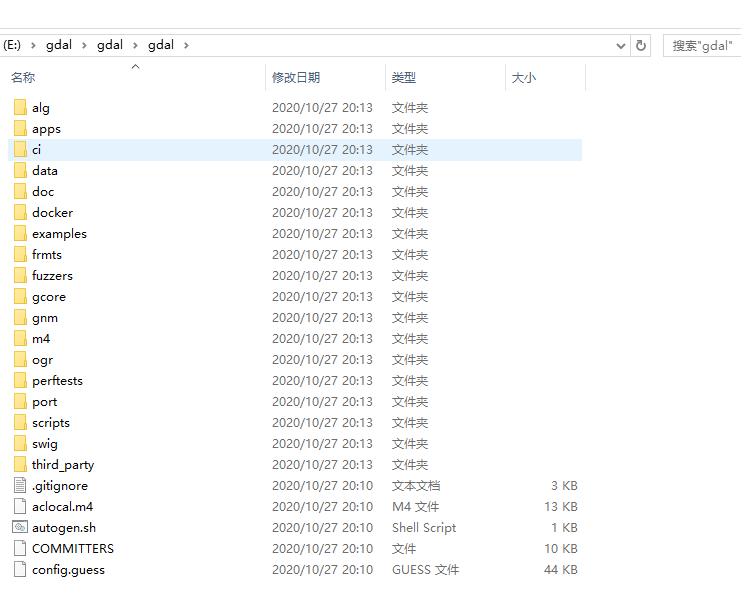 (E:) > gdal > gdal > gdal > 搜索"gdal"
名称 修改日期 类型 大小
alg 2020/10/27 20:13 文件夹
apps 2020/10/27 20:13 文件夹
ci 2020/10/27 20:13 文件夹
data 2020/10/27 20:13 文件夹
doc 2020/10/27 20:13 文件夹
docker 2020/10/27 20:13 文件夹
examples 2020/10/27 20:13 文件夹
frmts 2020/10/27 20:13 文件夹
fuzzers 2020/10/27 20:13 文件夹
gcore 2020/10/27 20:13 文件夹
gnm 2020/10/27 20:13 文件夹
m4 2020/10/27 20:13 文件夹
ogr 2020/10/27 20:13 文件夹
perftests 2020/10/27 20:13 文件夹
port 2020/10/27 20:13 文件夹
scripts 2020/10/27 20:13 文件夹
swig 2020/10/27 20:13 文件夹
third_party 2020/10/27 20:13 文件夹
.gitignore 2020/10/27 20:10 文本文档 3 KB
aclocal.m4 2020/10/27 20:10 M4 文件 13 KB
autogen.sh 2020/10/27 20:10 Shell Script 1 KB
COMMITTERS 2020/10/27 20:10 文件 10 KB
config.guess 2020/10/27 20:10 GUESS 文件 44 KB